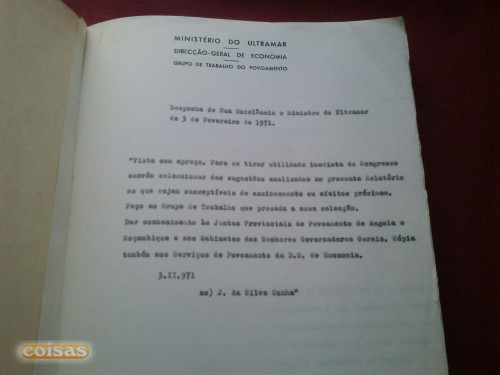 MINISTÉRIO DO ULTRAMAR
DIRECÇÃO-GERAL DE ECONOMIA
GRUPO DE TRABALHO DO POVOAMENTO
Despacho de Sua Excelência o Ministro do Ultramar
de 3 de Fevereiro de 1971.
"Visto com apreço. Para se tirar utilidade imediata do Congresso
convém seleccionar das sugestões analizadas no presente Relatório
as que sejam susceptíveis de accionamento ou efeitos próximos.
Peço ao Grupo de Trabalho que proceda a essa selecção.
Dar conhecimento às Juntas Provinciais de Povoamento de Angola e
Moçambique e aos Gabinetes dos Senhores Governadores Gerais. Cópia
também aos Serviços de Povoamento da D.G. de Economia.
3.II.971
as) J. da Silva Cunha"
coisas